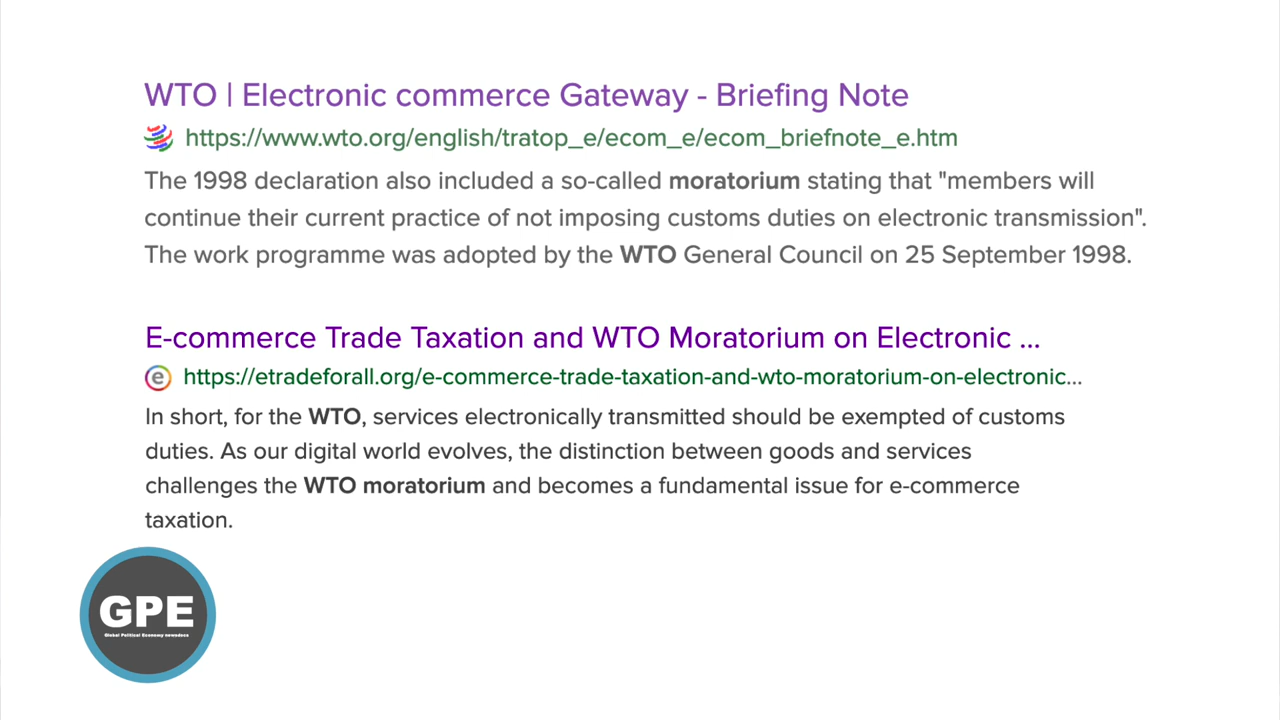 WTO | Electronic commerce Gateway - Briefing Note
https://www.wto.org/english/tratop_e/ecom_e/ecom_briefnote_e.htm
The 1998 declaration also included a so-called moratorium stating that "members will
continue their current practice of not imposing customs duties on electronic transmission".
The work programme was adopted by the WTO General Council on 25 September 1998.
E-commerce Trade Taxation and WTO Moratorium on Electronic ...
e
https://etradeforall.org/e-commerce-trade-taxation-and-wto-moratorium-on-electronic...
In short, for the WTO, services electronically transmitted should be exempted of customs
duties. As our digital world evolves, the distinction between goods and services
challenges the WTO moratorium and becomes a fundamental issue for e-commerce
taxation.
GPE
Global Political Economy newsdocs